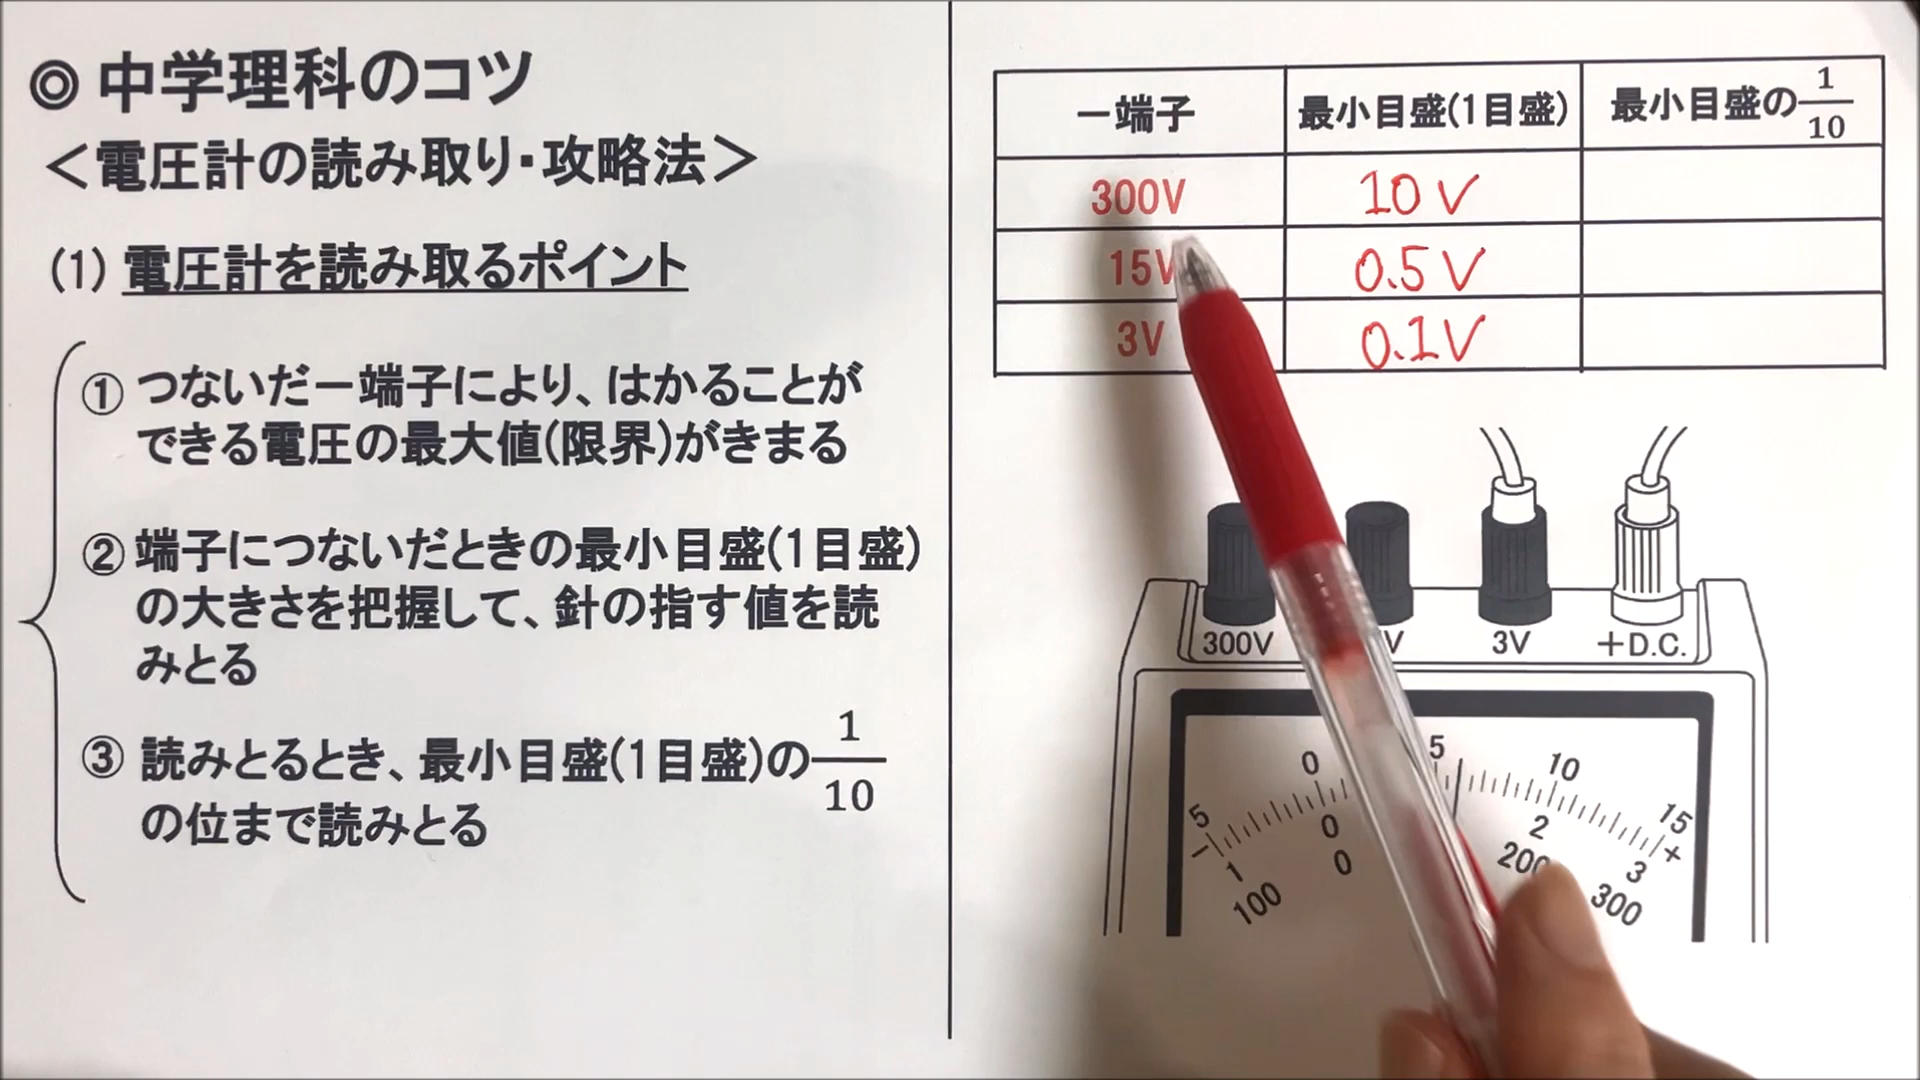 ◎ 中学理科のコツ
＜電圧計の読み取り・攻略法＞
(1) 電圧計を読み取るポイント
① つないだー端子により、はかることが
できる電圧の最大値(限界)がきまる
② 端子につないだときの最小目盛(1目盛)
の大きさを把握して、針の指す値を読
みとる
③ 読みとるとき、最小目盛(1目盛)の1/10
の位まで読みとる
ー端子 最小目盛(1目盛) 最小目盛の1/10
300V 10V
15V 0.5V
3V 0.1V
300V V 3V +D.C.
5 0 5 10 15
− 1 0 2 3 +
100 0 200 300